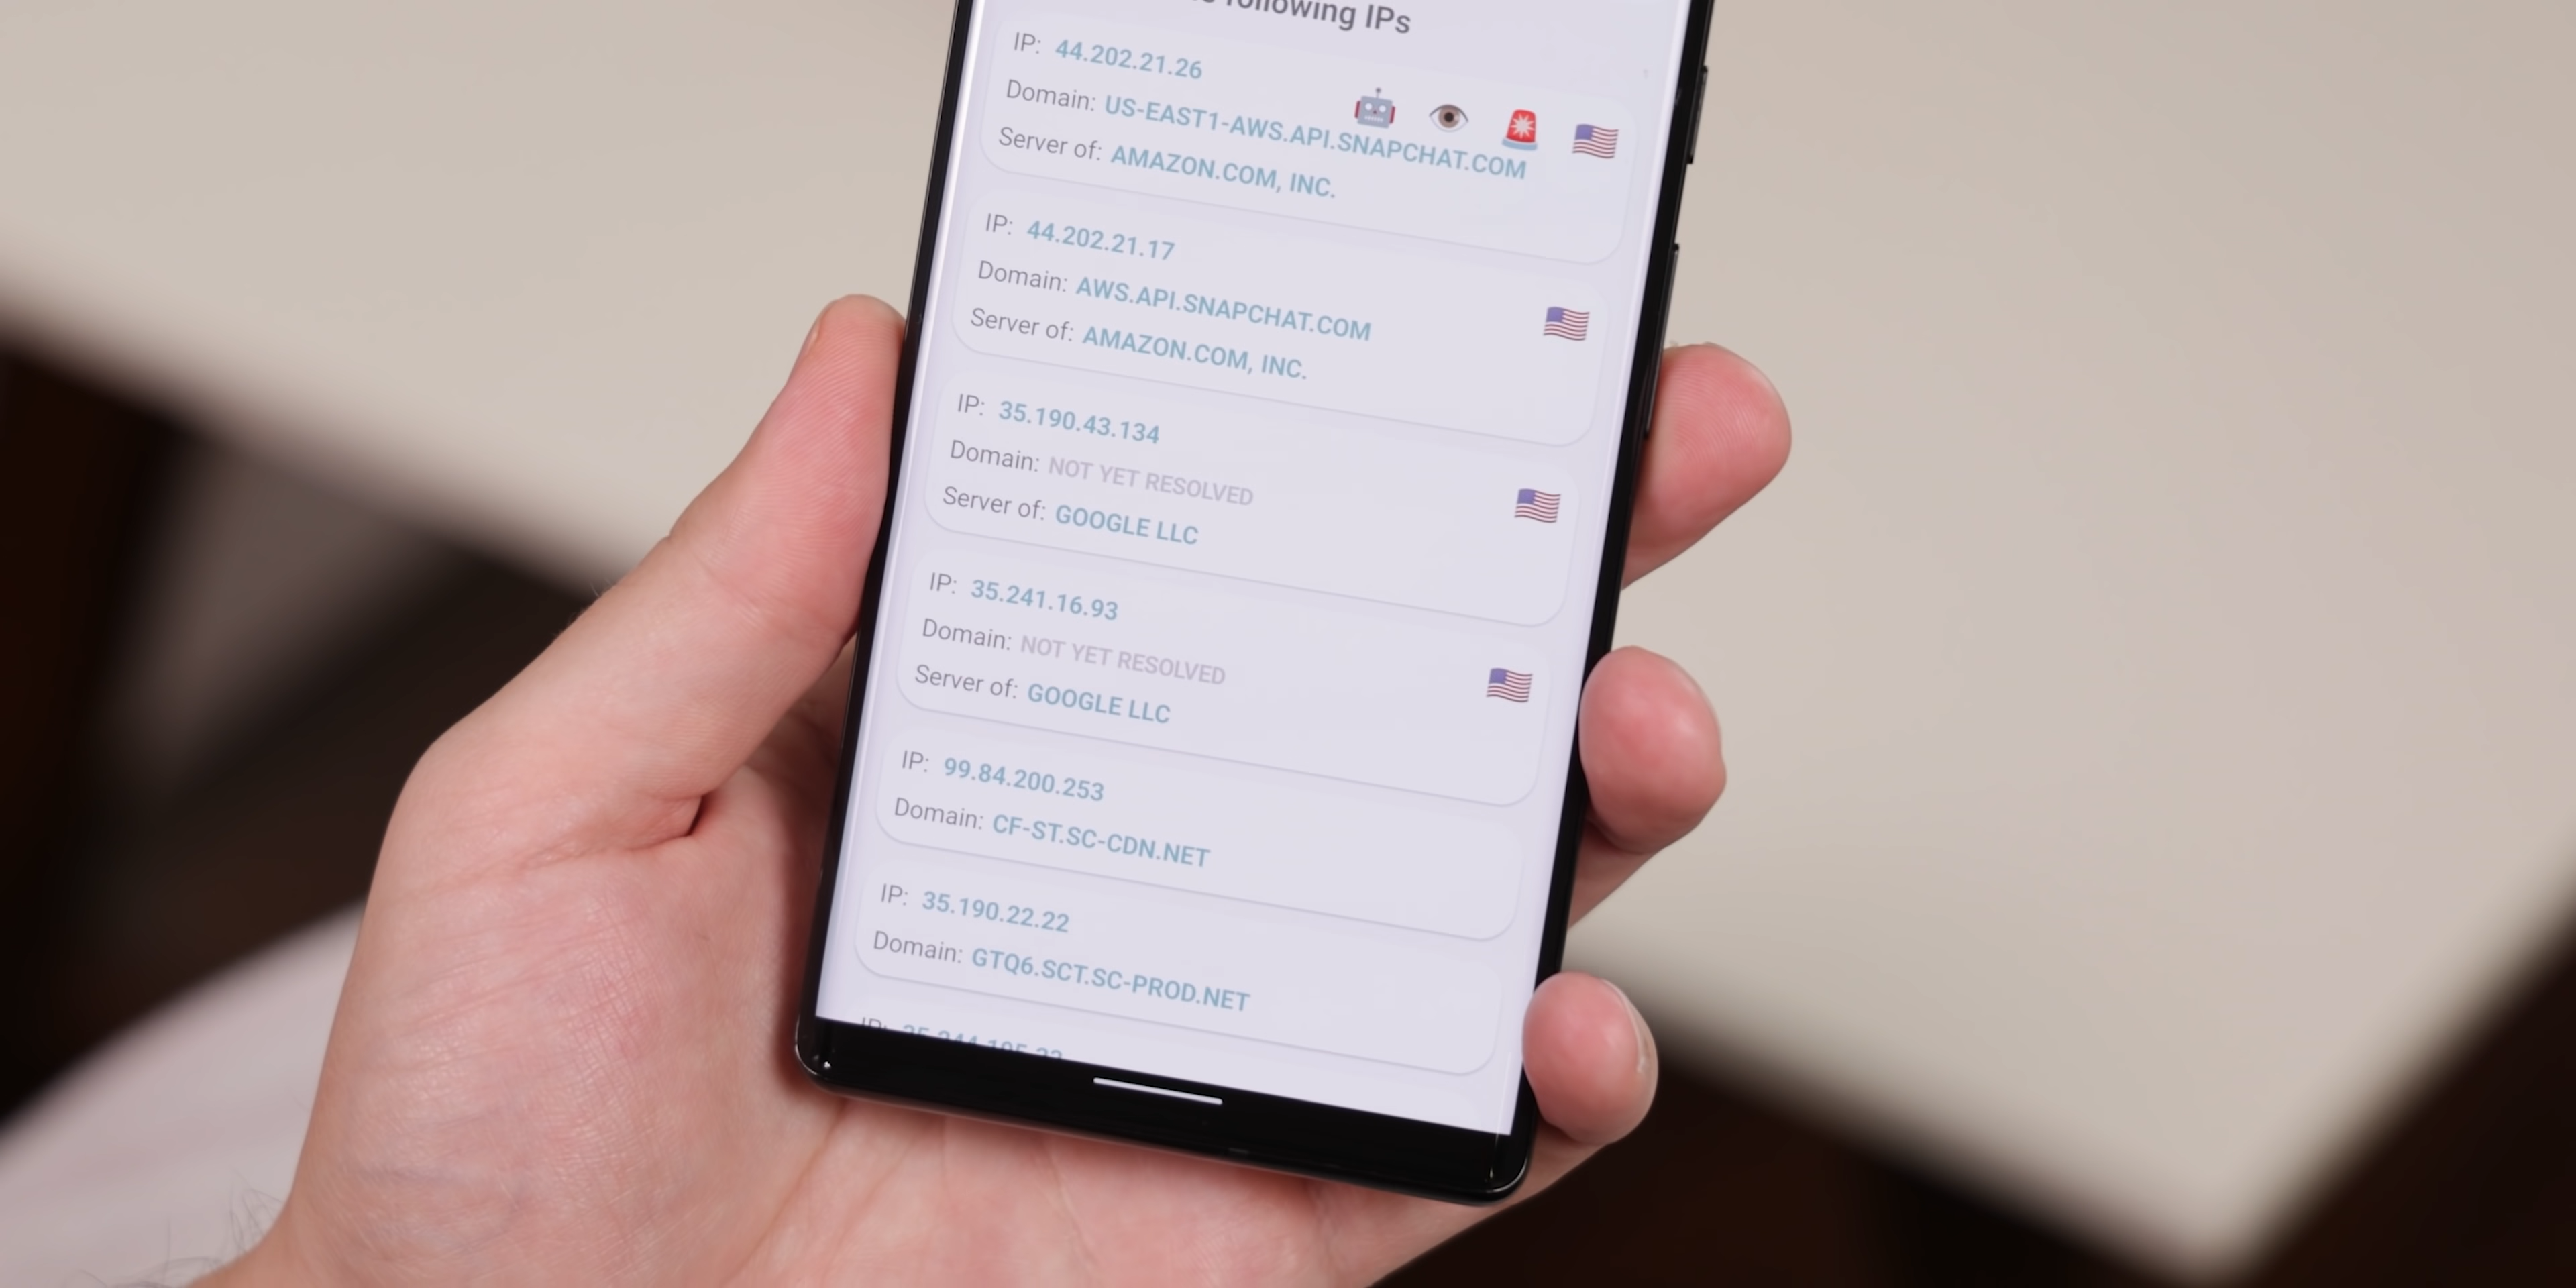 following IPs
IP: 44.202.21.26
Domain: US-EAST1-AWS.API.SNAPCHAT.COM
Server of: AMAZON.COM, INC.
IP: 44.202.21.17
Domain: AWS.API.SNAPCHAT.COM
Server of: AMAZON.COM, INC.
IP: 35.190.43.134
Domain: NOT YET RESOLVED
Server of: GOOGLE LLC
IP: 35.241.16.93
Domain: NOT YET RESOLVED
Server of: GOOGLE LLC
IP: 99.84.200.253
Domain: CF-ST.SC-CDN.NET
IP: 35.190.22.22
Domain: GTQ6.SCT.SC-PROD.NET
IP: